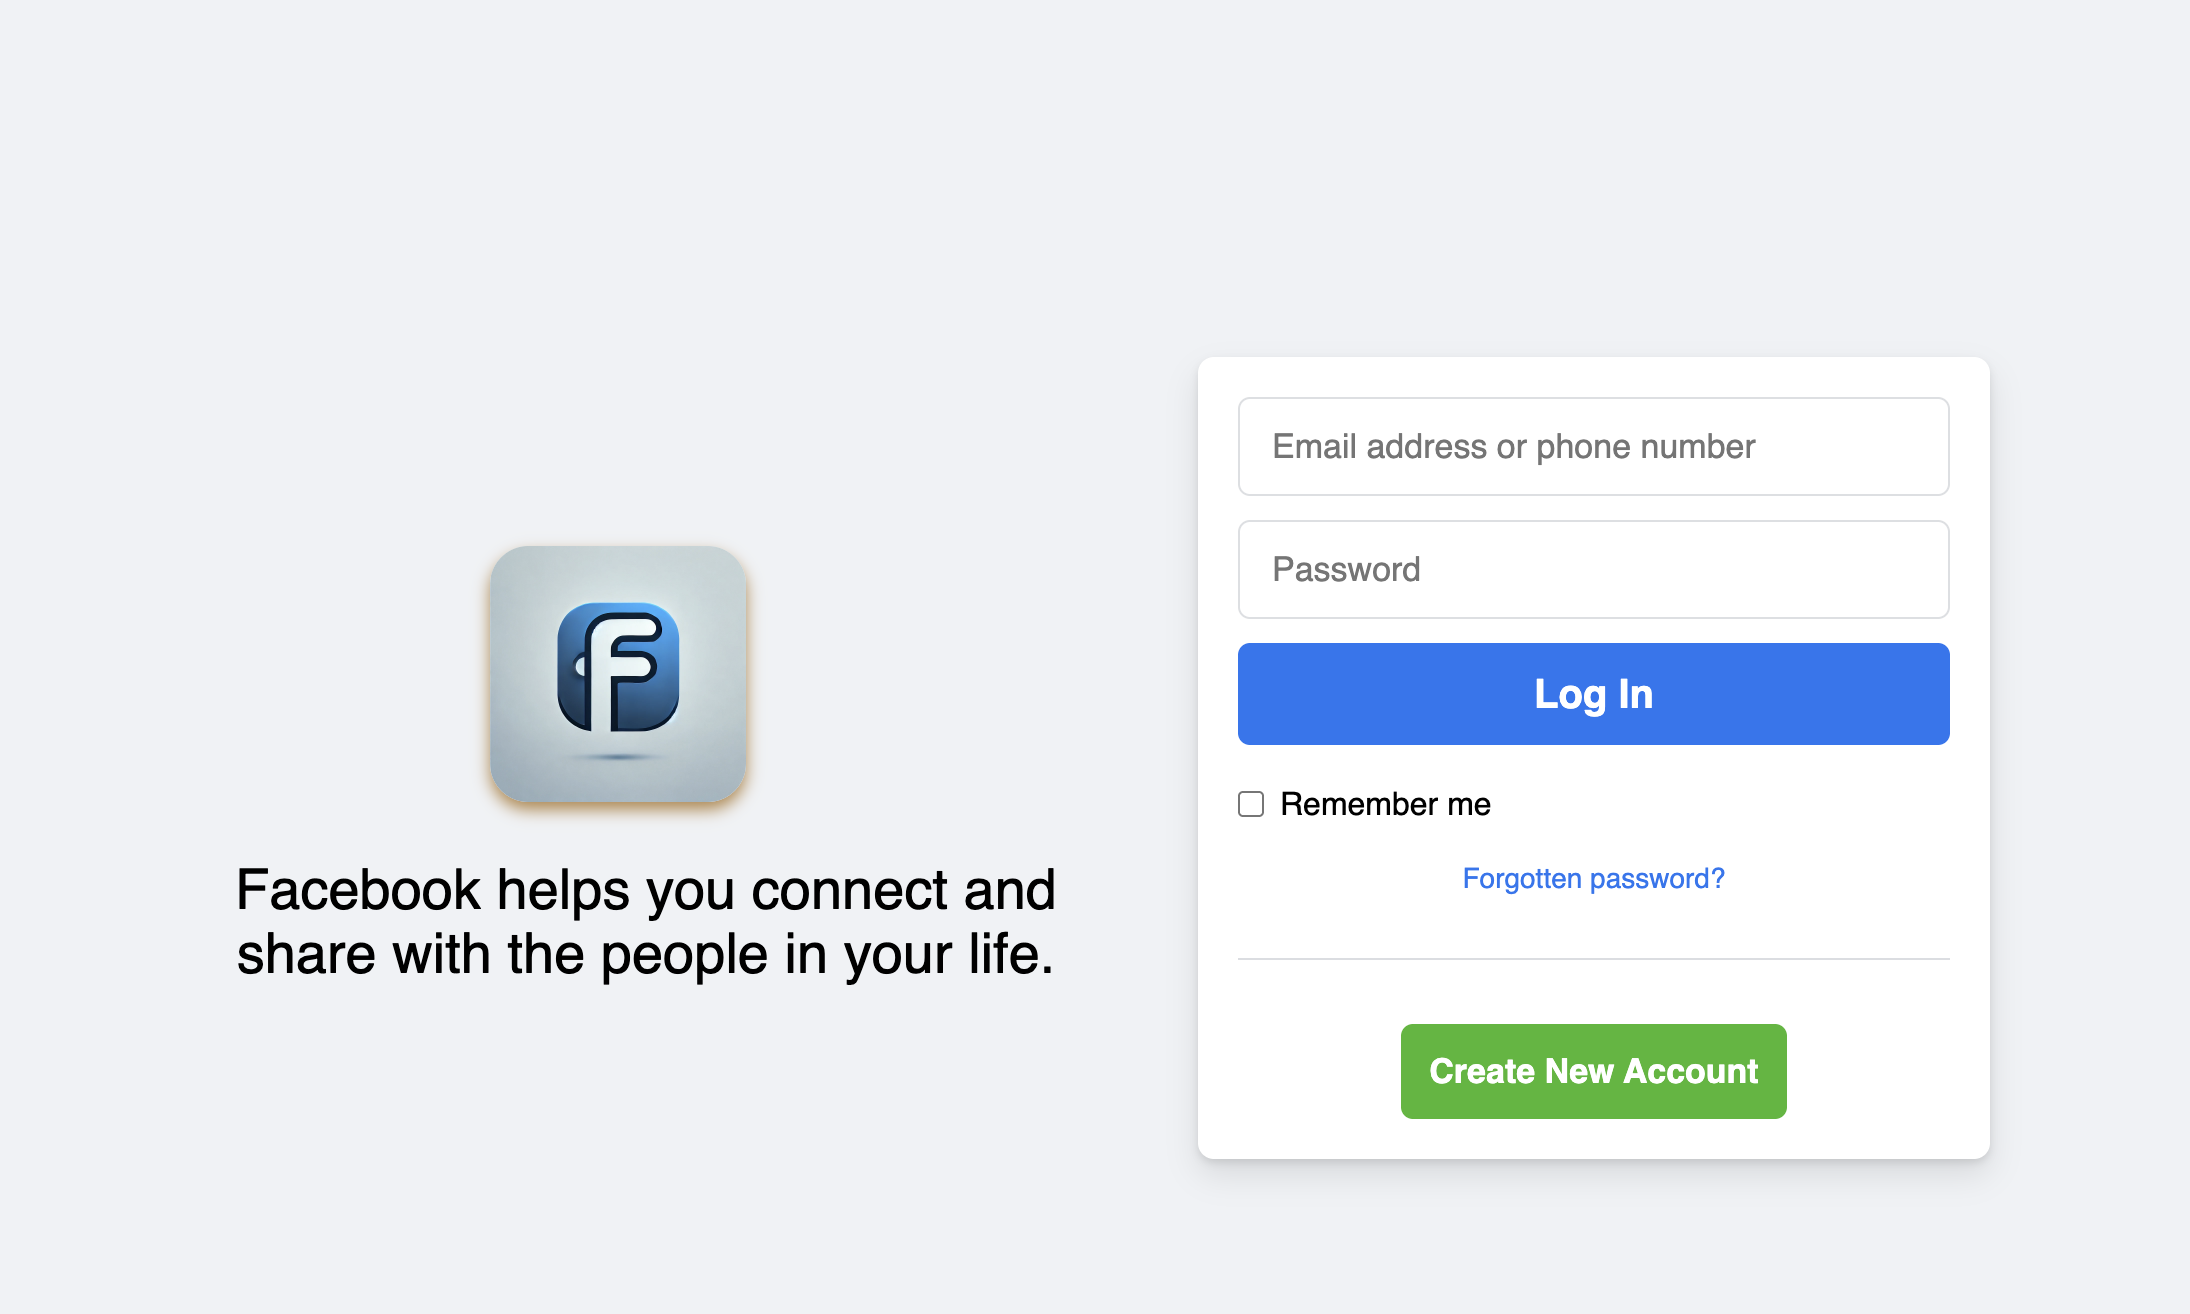 F
Facebook helps you connect and
share with the people in your life.
Email address or phone number
Password
Log In
Remember me
Forgotten password?
Create New Account